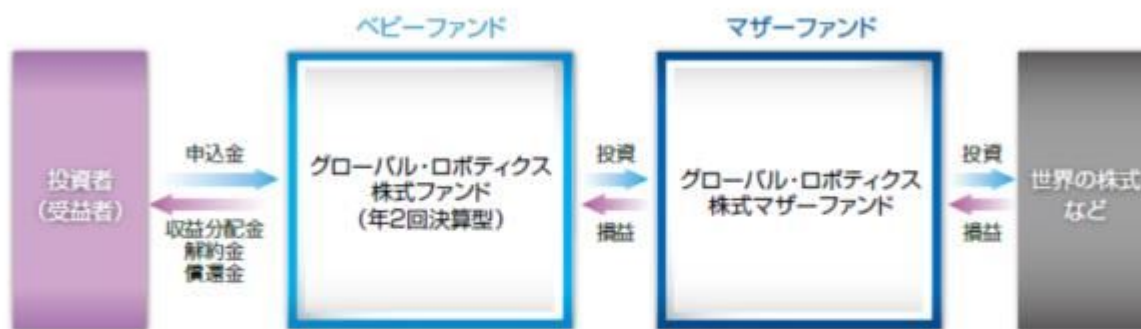 ベビーファンド
マザーファンド
投資者
（受益者）
申込金
収益分配金
解約金
償還金
グローバル・ロボティクス
株式ファンド
（年2回決算型）
投資
損益
グローバル・ロボティクス
株式マザーファンド
投資
損益
世界の株式
など